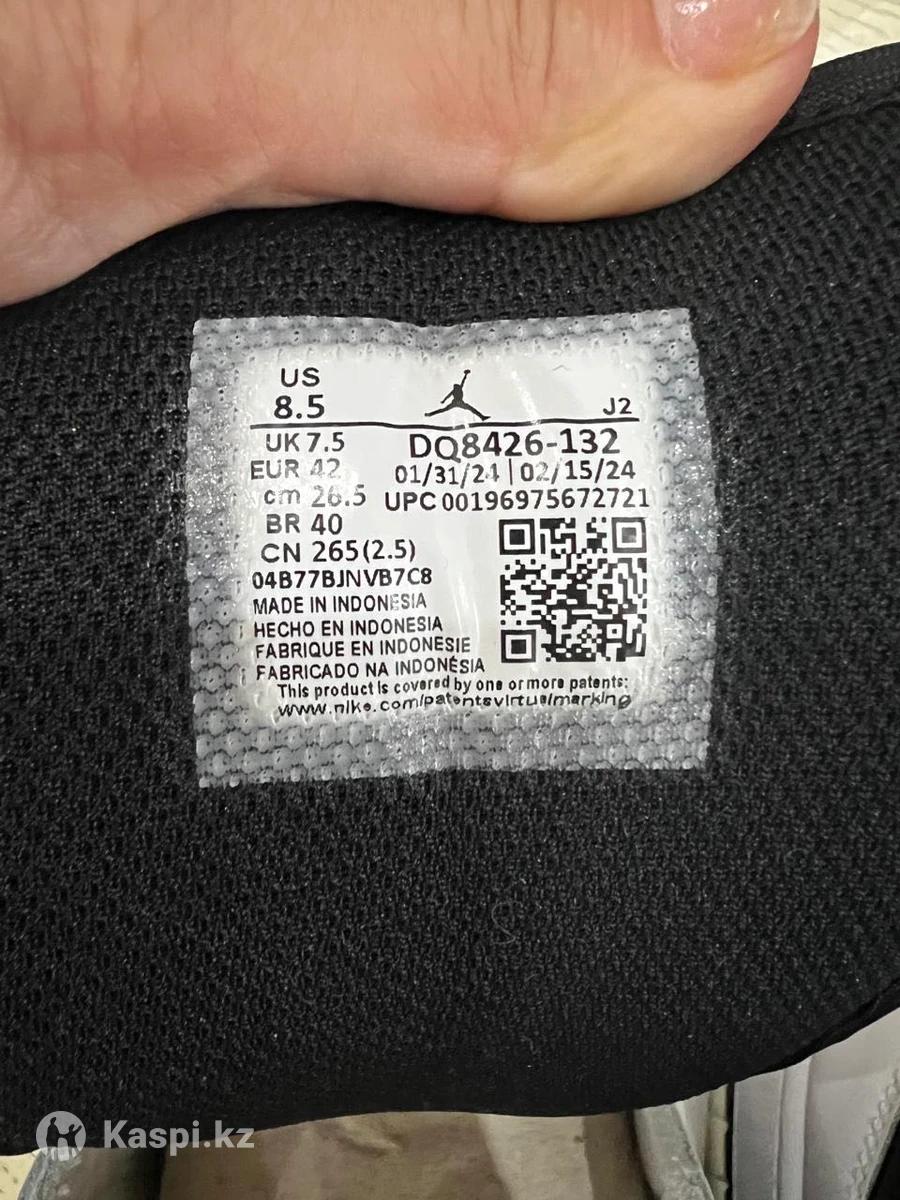 US
8.5
J2
UK 7.5
DQ8426-132
EUR 42
01/31/24 | 02/15/24
cm 26.5
UPC 00196975672721
BR 40
CN 265(2.5)
04B77BJNVB7C8
MADE IN INDONESIA
HECHO EN INDONESIA
FABRIQUE EN INDONESIE
FABRICADO NA INDONÉSIA
This product is covered by one or more patents:
www.nike.com/patentsvirtualmarking
Kaspi.kz